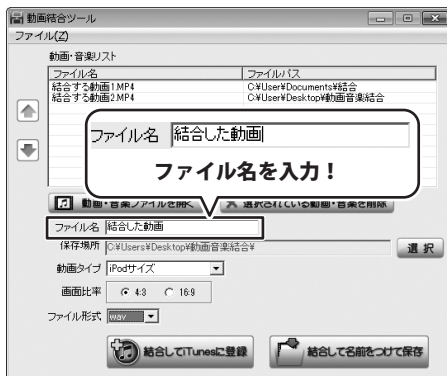 動画結合ツール
ファイル(Z)
動画・音楽リスト
ファイル名 ファイルパス
結合する動画1.MP4 C:¥User¥Documents¥結合
結合する動画2.MP4 C:¥User¥Desktop¥動画音楽結合
ファイル名 結合した動画
ファイル名を入力！
動画・音楽ファイルを開く 選択されている動画・音楽を削除
ファイル名 結合した動画
保存場所 C:¥Users¥Desktop¥動画音楽結合¥ 選択
動画タイプ iPodサイズ
画面比率 4:3 16:9
ファイル形式 wav
結合してiTunesに登録 結合して名前をつけて保存